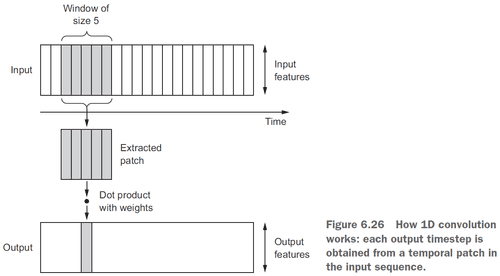 Window of
size 5
Input
Input
features
Time
Extracted
patch
Dot product
with weights
Output
Output
features
Figure 6.26 How 1D convolution
works: each output timestep is
obtained from a temporal patch in
the input sequence.